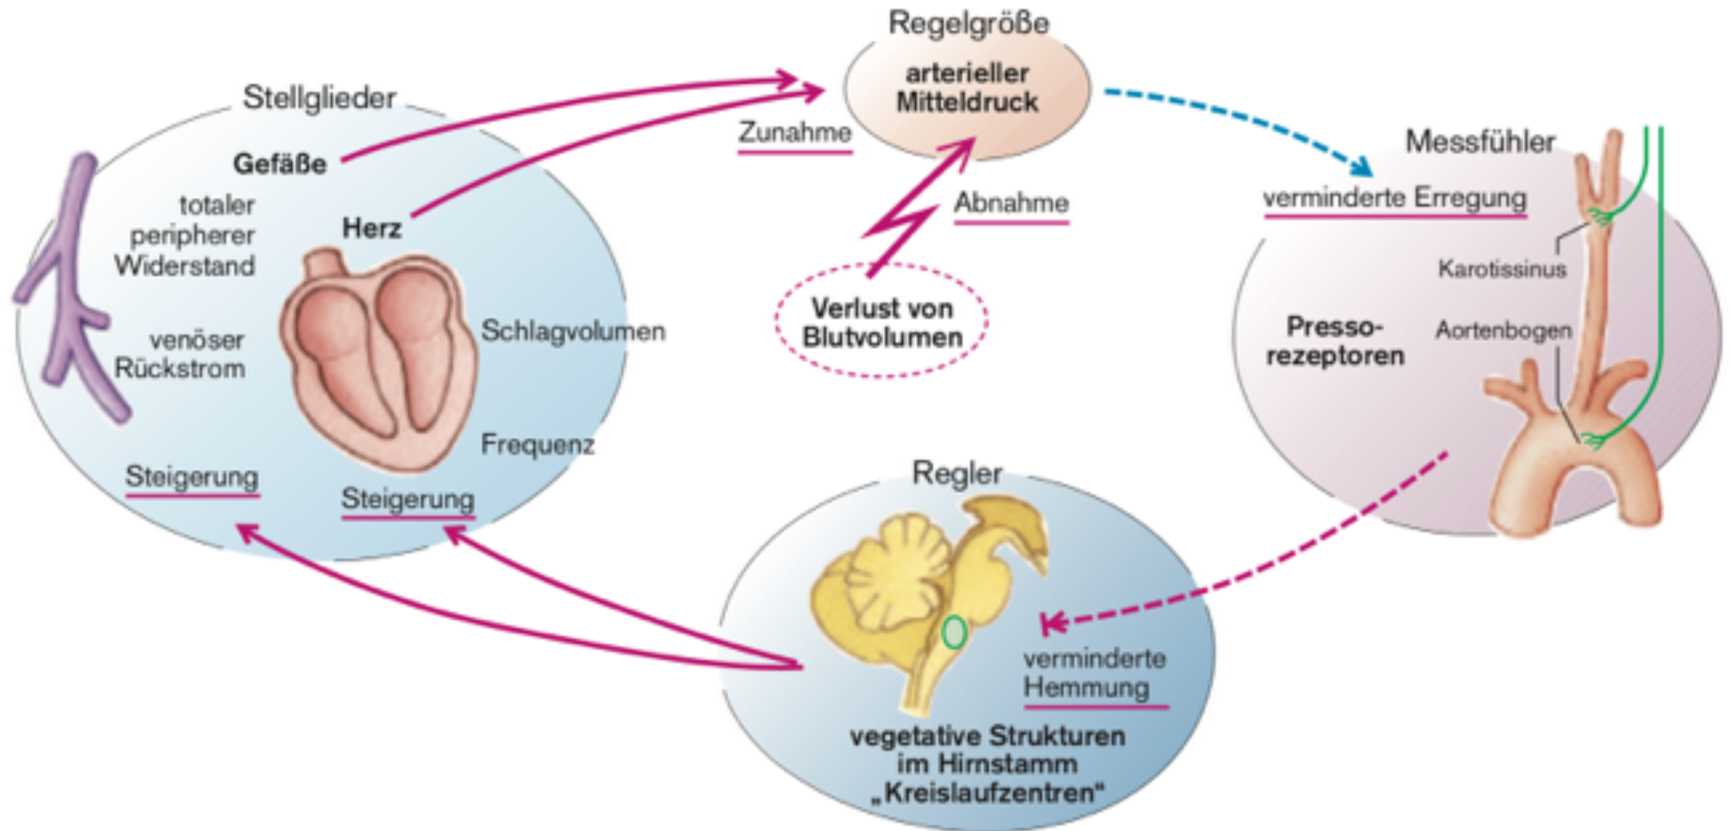 Regelgröße
arterieller
Mitteldruck
Stellglieder
Gefäße
totaler
peripherer
Widerstand
venöser
Rückstrom
Herz
Schlagvolumen
Frequenz
Steigerung
Steigerung
Zunahme
Abnahme
Verlust von
Blutvolumen
Messfühler
verminderte Erregung
Karotissinus
Presso-
rezeptoren
Aortenbogen
Regler
verminderte
Hemmung
vegetative Strukturen
im Hirnstamm
„Kreislaufzentren“